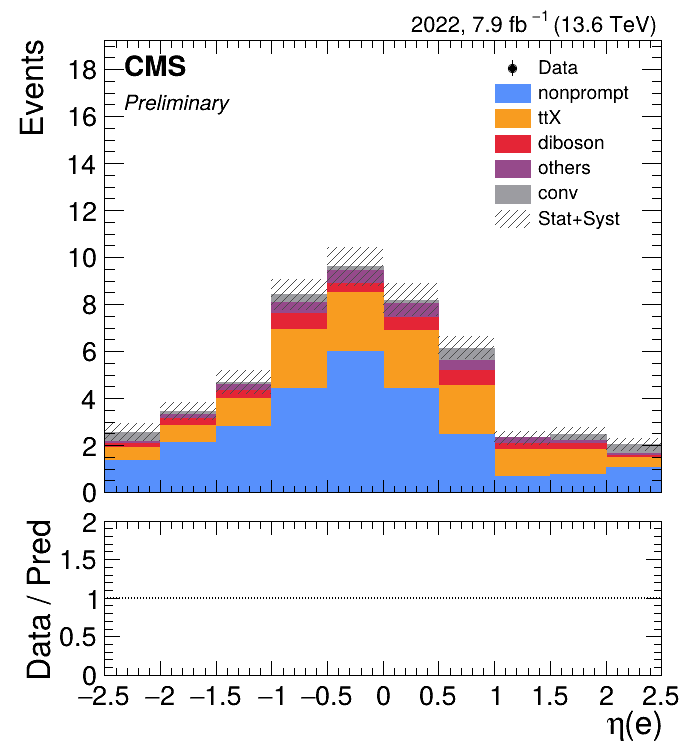 2022, 7.9 fb⁻¹ (13.6 TeV)
Events
CMS
Preliminary
Data
nonprompt
ttX
diboson
others
conv
Stat+Syst
18
16
14
12
10
8
6
4
2
0
Data / Pred
2
1.5
1
0.5
0
−2.5 −2 −1.5 −1 −0.5 0 0.5 1 1.5 2 2.5
η(e)